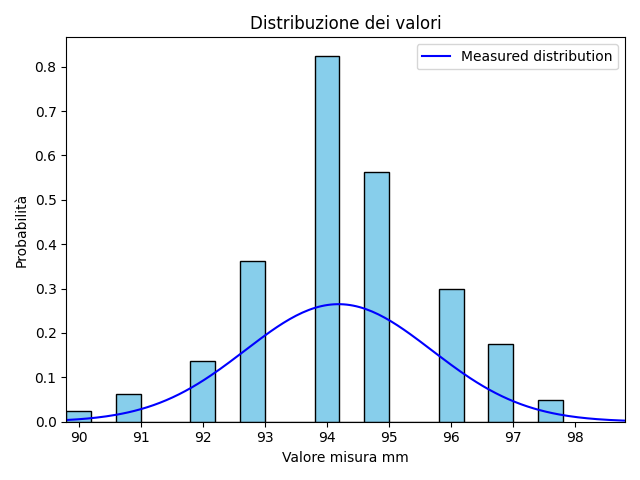 Distribuzione dei valori
Measured distribution
Probabilità
0.8
0.7
0.6
0.5
0.4
0.3
0.2
0.1
0.0
90 91 92 93 94 95 96 97 98
Valore misura mm